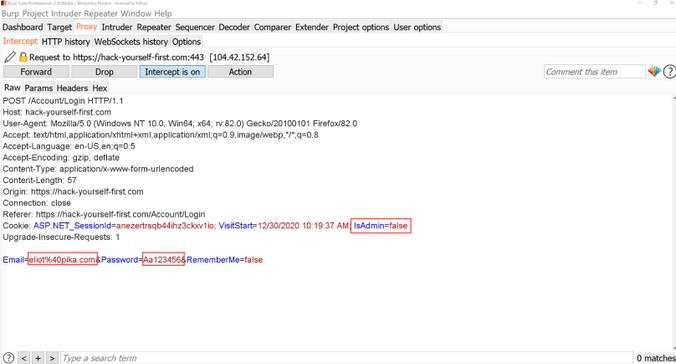 Burp Suite Professional v2.0.11beta - Temporary Project - licensed to
Burp Project Intruder Repeater Window Help
Dashboard Target Proxy Intruder Repeater Sequencer Decoder Comparer Extender Project options User options
Intercept HTTP history WebSockets history Options
Request to https://hack-yourself-first.com:443 [104.42.152.64]
Forward Drop Intercept is on Action Comment this item ?
Raw Params Headers Hex
POST /Account/Login HTTP/1.1
Host: hack-yourself-first.com
User-Agent: Mozilla/5.0 (Windows NT 10.0; Win64; x64; rv:82.0) Gecko/20100101 Firefox/82.0
Accept: text/html,application/xhtml+xml,application/xml;q=0.9,image/webp,*/*;q=0.8
Accept-Language: en-US,en;q=0.5
Accept-Encoding: gzip, deflate
Content-Type: application/x-www-form-urlencoded
Content-Length: 57
Origin: https://hack-yourself-first.com
Connection: close
Referer: https://hack-yourself-first.com/Account/Login
Cookie: ASP.NET_SessionId=anezertrsqb44ihz3ckxv1io; VisitStart=12/30/2020 10:19:37 AM; IsAdmin=false
Upgrade-Insecure-Requests: 1
Email=eliot%40pika.com&Password=Aa123456&RememberMe=false
? < + > Type a search term 0 matches